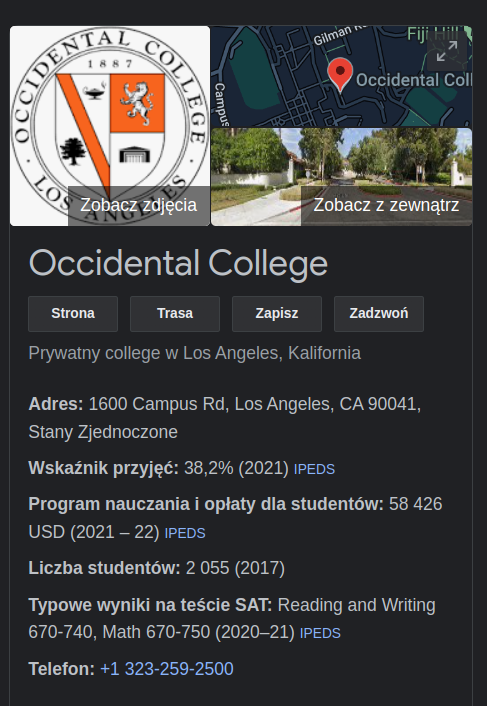 OCCIDENTAL COLLEGE
1887
LOS ANGELES
Gilman R
Fiji Hill
Occidental Coll
Campus
Zobacz zdjęcia
Zobacz z zewnątrz
Occidental College
Strona
Trasa
Zapisz
Zadzwoń
Prywatny college w Los Angeles, Kalifornia
Adres: 1600 Campus Rd, Los Angeles, CA 90041,
Stany Zjednoczone
Wskaźnik przyjęć: 38,2% (2021) IPEDS
Program nauczania i opłaty dla studentów: 58 426
USD (2021 – 22) IPEDS
Liczba studentów: 2 055 (2017)
Typowe wyniki na teście SAT: Reading and Writing
670-740, Math 670-750 (2020–21) IPEDS
Telefon: +1 323-259-2500